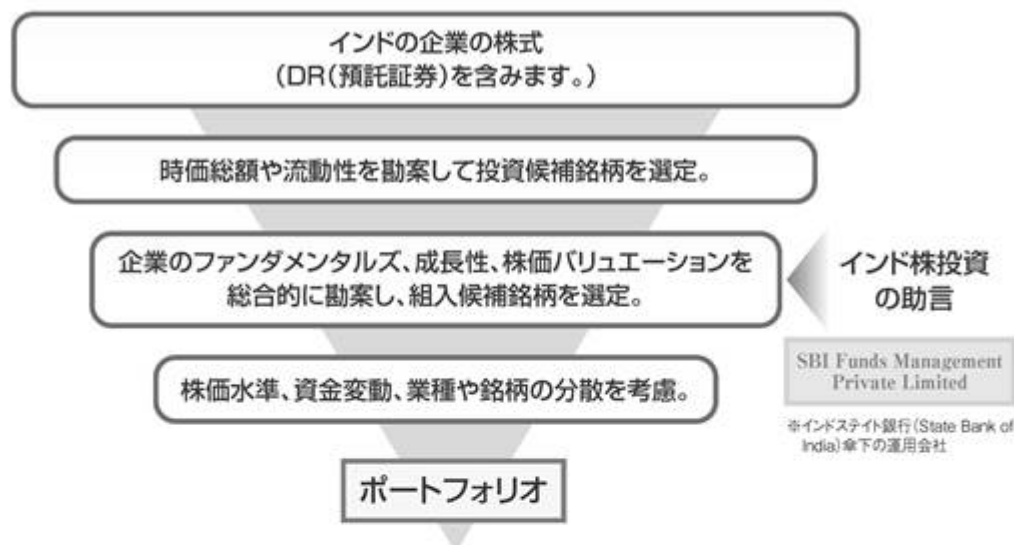 インドの企業の株式
(DR(預託証券)を含みます。)
時価総額や流動性を勘案して投資候補銘柄を選定。
企業のファンダメンタルズ、成長性、株価バリュエーションを
総合的に勘案し、組入候補銘柄を選定。
インド株投資
の助言
SBI Funds Management
Private Limited
※インドステイト銀行(State Bank of
India)傘下の運用会社
株価水準、資金変動、業種や銘柄の分散を考慮。
ポートフォリオ